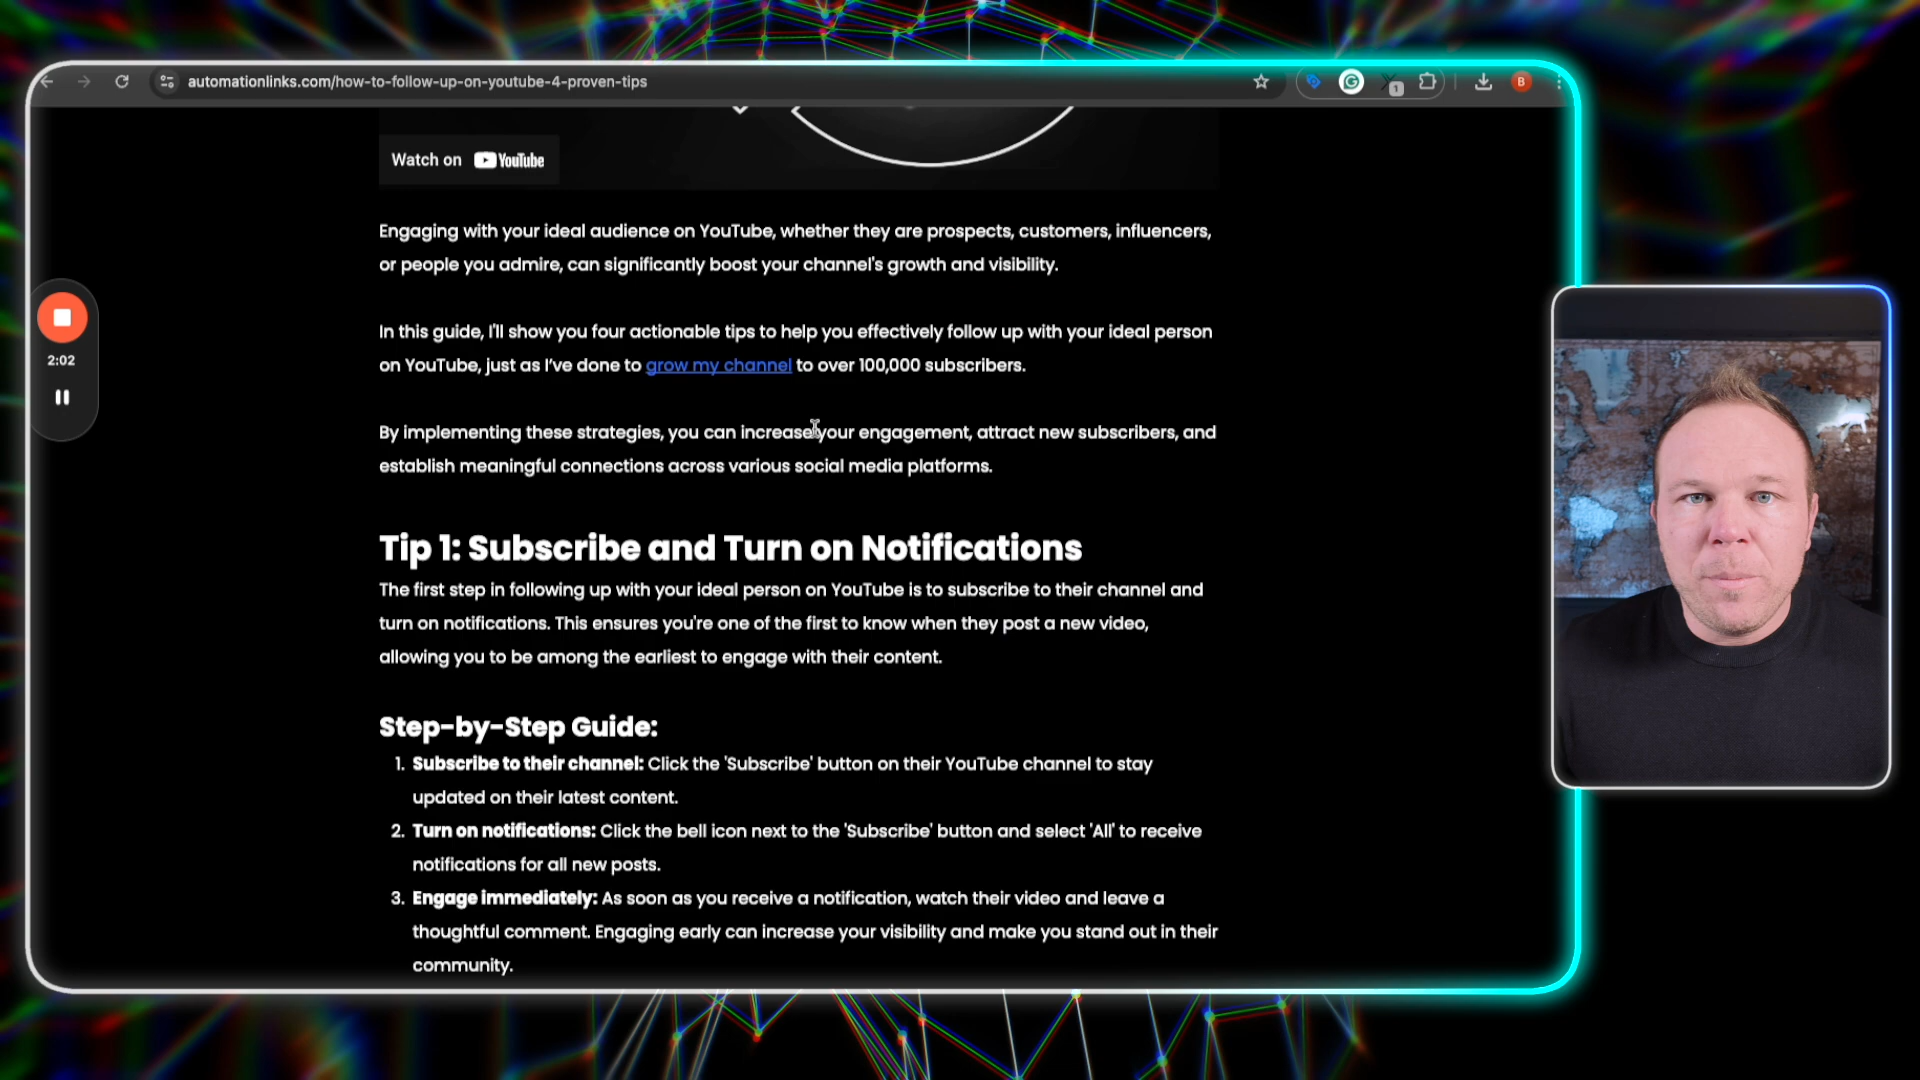 automationlinks.com/how-to-follow-up-on-youtube-4-proven-tips
1
B
Watch on YouTube
Engaging with your ideal audience on YouTube, whether they are prospects, customers, influencers,
or people you admire, can significantly boost your channel's growth and visibility.
2:02
In this guide, I'll show you four actionable tips to help you effectively follow up with your ideal person
on YouTube, just as I've done to grow my channel to over 100,000 subscribers.
By implementing these strategies, you can increase your engagement, attract new subscribers, and
establish meaningful connections across various social media platforms.
Tip 1: Subscribe and Turn on Notifications
The first step in following up with your ideal person on YouTube is to subscribe to their channel and
turn on notifications. This ensures you're one of the first to know when they post a new video,
allowing you to be among the earliest to engage with their content.
Step-by-Step Guide:
1. Subscribe to their channel: Click the 'Subscribe' button on their YouTube channel to stay
updated on their latest content.
2. Turn on notifications: Click the bell icon next to the 'Subscribe' button and select 'All' to receive
notifications for all new posts.
3. Engage immediately: As soon as you receive a notification, watch their video and leave a
thoughtful comment. Engaging early can increase your visibility and make you stand out in their
community.